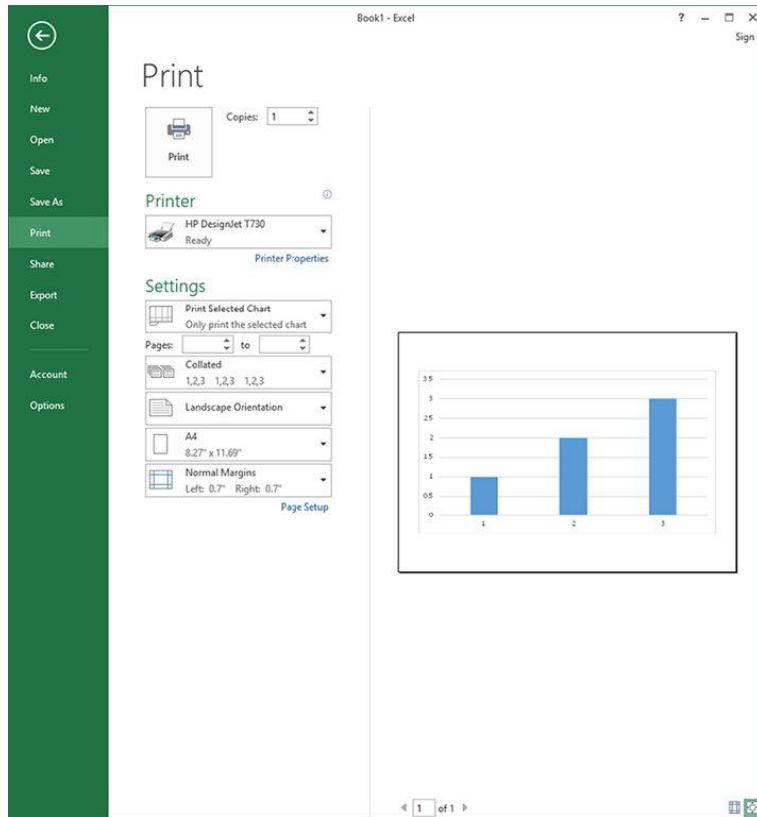 Book1 - Excel
?
Sign
Info
New
Open
Save
Save As
Print
Share
Export
Close
Account
Options
Print
Copies: 1
Print
Printer
HP DesignJet T730
Ready
Printer Properties
Settings
Print Selected Chart
Only print the selected chart
Pages: to
Collated
1,2,3 1,2,3 1,2,3
Landscape Orientation
A4
8.27" x 11.69"
Normal Margins
Left: 0.7" Right: 0.7"
Page Setup
3.5
3
2.5
2
1.5
1
0.5
0
1 2 3
1 of 1